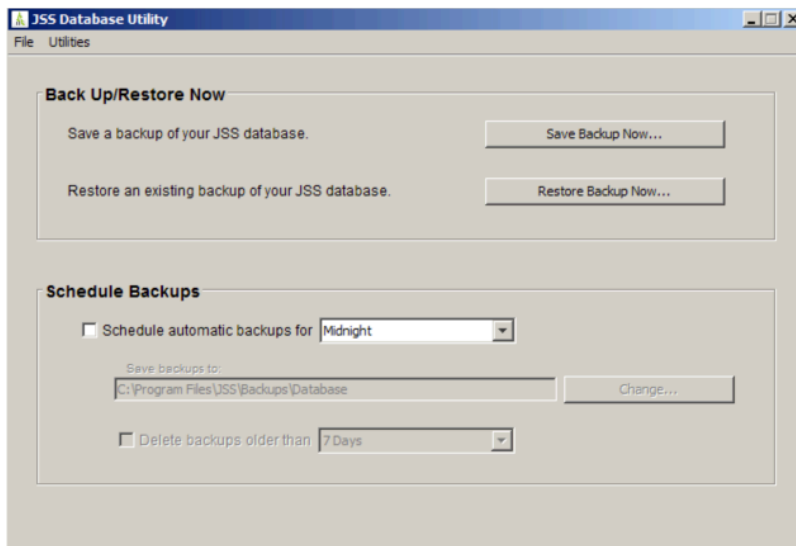 JSS Database Utility
File Utilities
Back Up/Restore Now
Save a backup of your JSS database.
Save Backup Now...
Restore an existing backup of your JSS database.
Restore Backup Now...
Schedule Backups
Schedule automatic backups for Midnight
Save backups to:
C:\Program Files\JSS\Backups\Database
Change...
Delete backups older than 7 Days